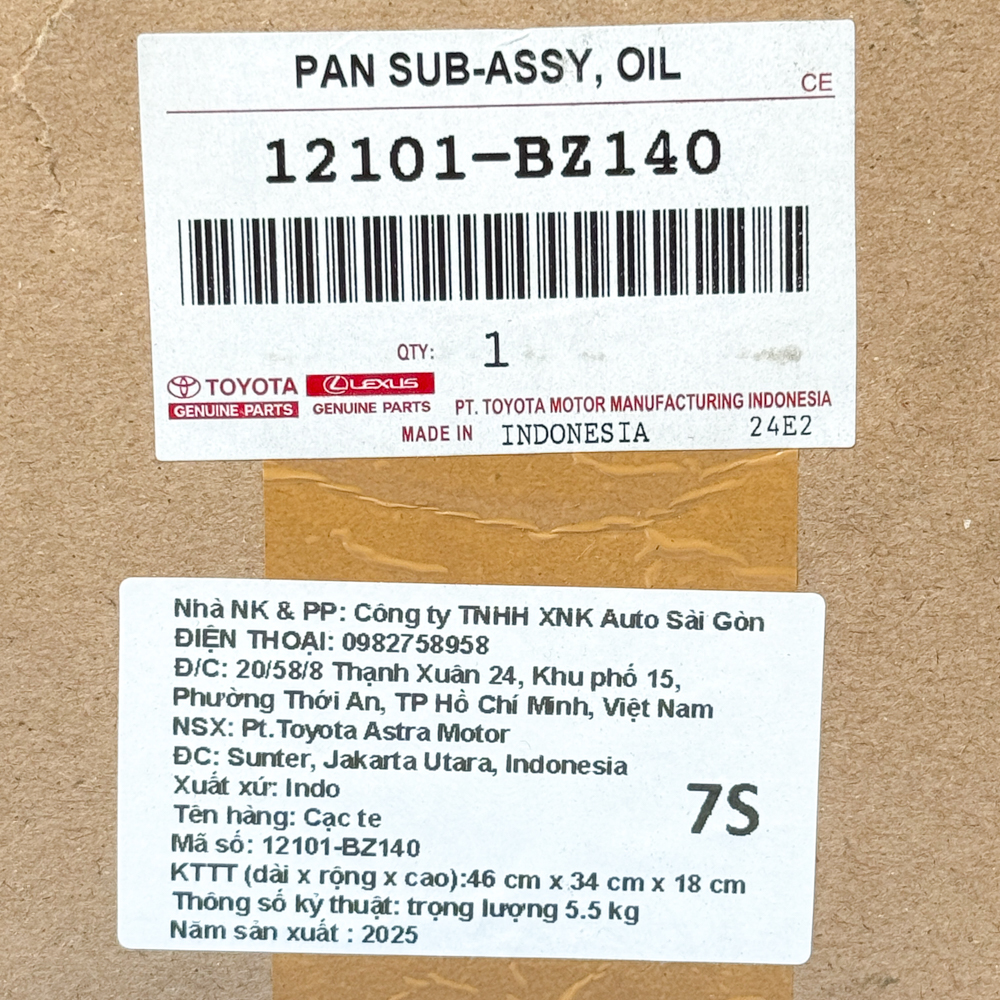 PAN SUB-ASSY, OIL
CE
12101-BZ140
QTY: 1
TOYOTA LEXUS
GENUINE PARTS GENUINE PARTS PT. TOYOTA MOTOR MANUFACTURING INDONESIA
MADE IN INDONESIA 24E2
Nhà NK & PP: Công ty TNHH XNK Auto Sài Gòn
ĐIỆN THOẠI: 0982758958
Đ/C: 20/58/8 Thạnh Xuân 24, Khu phố 15,
Phường Thới An, TP Hồ Chí Minh, Việt Nam
NSX: Pt.Toyota Astra Motor
ĐC: Sunter, Jakarta Utara, Indonesia
Xuất xứ: Indo
Tên hàng: Cạc te
7S
Mã số: 12101-BZ140
KTTT (dài x rộng x cao):46 cm x 34 cm x 18 cm
Thông số kỷ thuật: trọng lượng 5.5 kg
Năm sản xuất : 2025